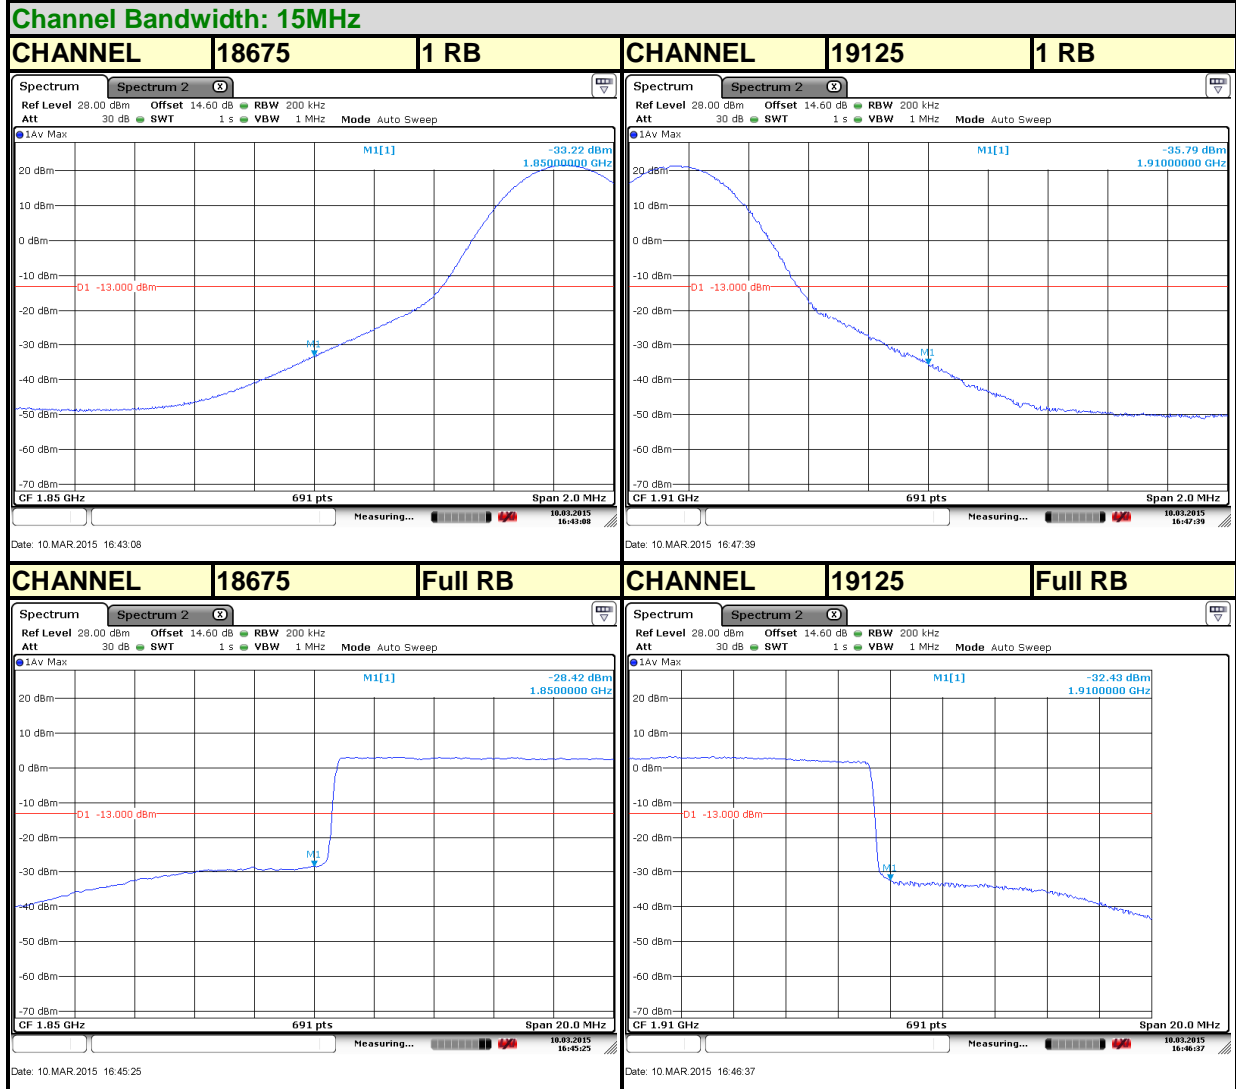 Channel Bandwidth: 15MHz
CHANNEL 18675 1 RB
Spectrum Spectrum 2 X
Ref Level 28.00 dBm Offset 14.60 dB RBW 200 kHz
Att 30 dB SWT 1 s VBW 1 MHz Mode Auto Sweep
1Av Max
M1[1] -33.22 dBm
1.85000000 GHz
20 dBm
10 dBm
0 dBm
-10 dBm
D1 -13.000 dBm
-20 dBm
-30 dBm
M1
-40 dBm
-50 dBm
-60 dBm
-70 dBm
CF 1.85 GHz 691 pts Span 2.0 MHz
Measuring... 10.03.2015
16:43:08
Date: 10.MAR.2015 16:43:08
CHANNEL 19125 1 RB
Spectrum Spectrum 2 X
Ref Level 28.00 dBm Offset 14.60 dB RBW 200 kHz
Att 30 dB SWT 1 s VBW 1 MHz Mode Auto Sweep
1Av Max
M1[1] -35.79 dBm
1.91000000 GHz
20 dBm
10 dBm
0 dBm
-10 dBm
D1 -13.000 dBm
-20 dBm
-30 dBm
M1
-40 dBm
-50 dBm
-60 dBm
-70 dBm
CF 1.91 GHz 691 pts Span 2.0 MHz
Measuring... 10.03.2015
16:47:39
Date: 10.MAR.2015 16:47:39
CHANNEL 18675 Full RB
Spectrum Spectrum 2 X
Ref Level 28.00 dBm Offset 14.60 dB RBW 200 kHz
Att 30 dB SWT 1 s VBW 1 MHz Mode Auto Sweep
1Av Max
M1[1] -28.42 dBm
1.8500000 GHz
20 dBm
10 dBm
0 dBm
-10 dBm
D1 -13.000 dBm
-20 dBm
M1
-30 dBm
-40 dBm
-50 dBm
-60 dBm
-70 dBm
CF 1.85 GHz 691 pts Span 20.0 MHz
Measuring... 10.03.2015
16:45:25
Date: 10.MAR.2015 16:45:25
CHANNEL 19125 Full RB
Spectrum Spectrum 2 X
Ref Level 28.00 dBm Offset 14.60 dB RBW 200 kHz
Att 30 dB SWT 1 s VBW 1 MHz Mode Auto Sweep
1Av Max
M1[1] -32.43 dBm
1.9100000 GHz
20 dBm
10 dBm
0 dBm
-10 dBm
D1 -13.000 dBm
-20 dBm
M1
-30 dBm
-40 dBm
-50 dBm
-60 dBm
-70 dBm
CF 1.91 GHz 691 pts Span 20.0 MHz
Measuring... 10.03.2015
16:46:37
Date: 10.MAR.2015 16:46:37